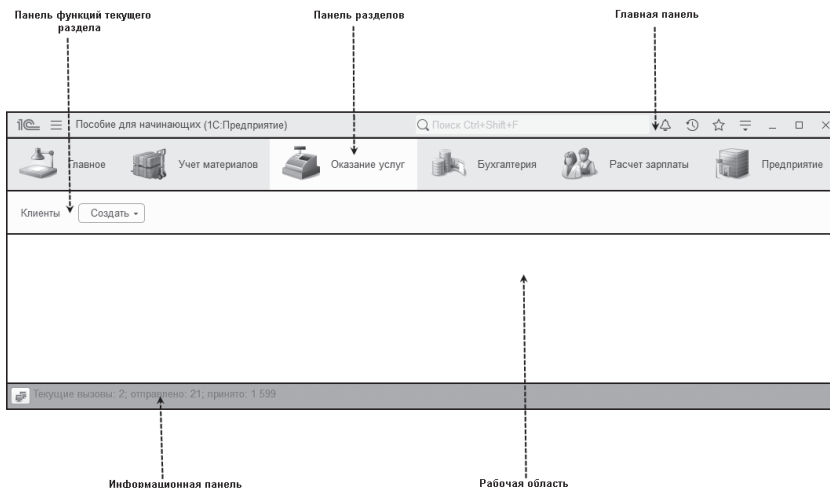 Панель функций текущего
раздела
Панель разделов
Главная панель
1С Пособие для начинающих (1С:Предприятие)
Поиск Ctrl+Shift+F
Главное
Учет материалов
Оказание услуг
Бухгалтерия
Расчет зарплаты
Предприятие
Клиенты
Создать
Текущие вызовы: 2; отправлено: 21; принято: 1 599
Информационная панель
Рабочая область